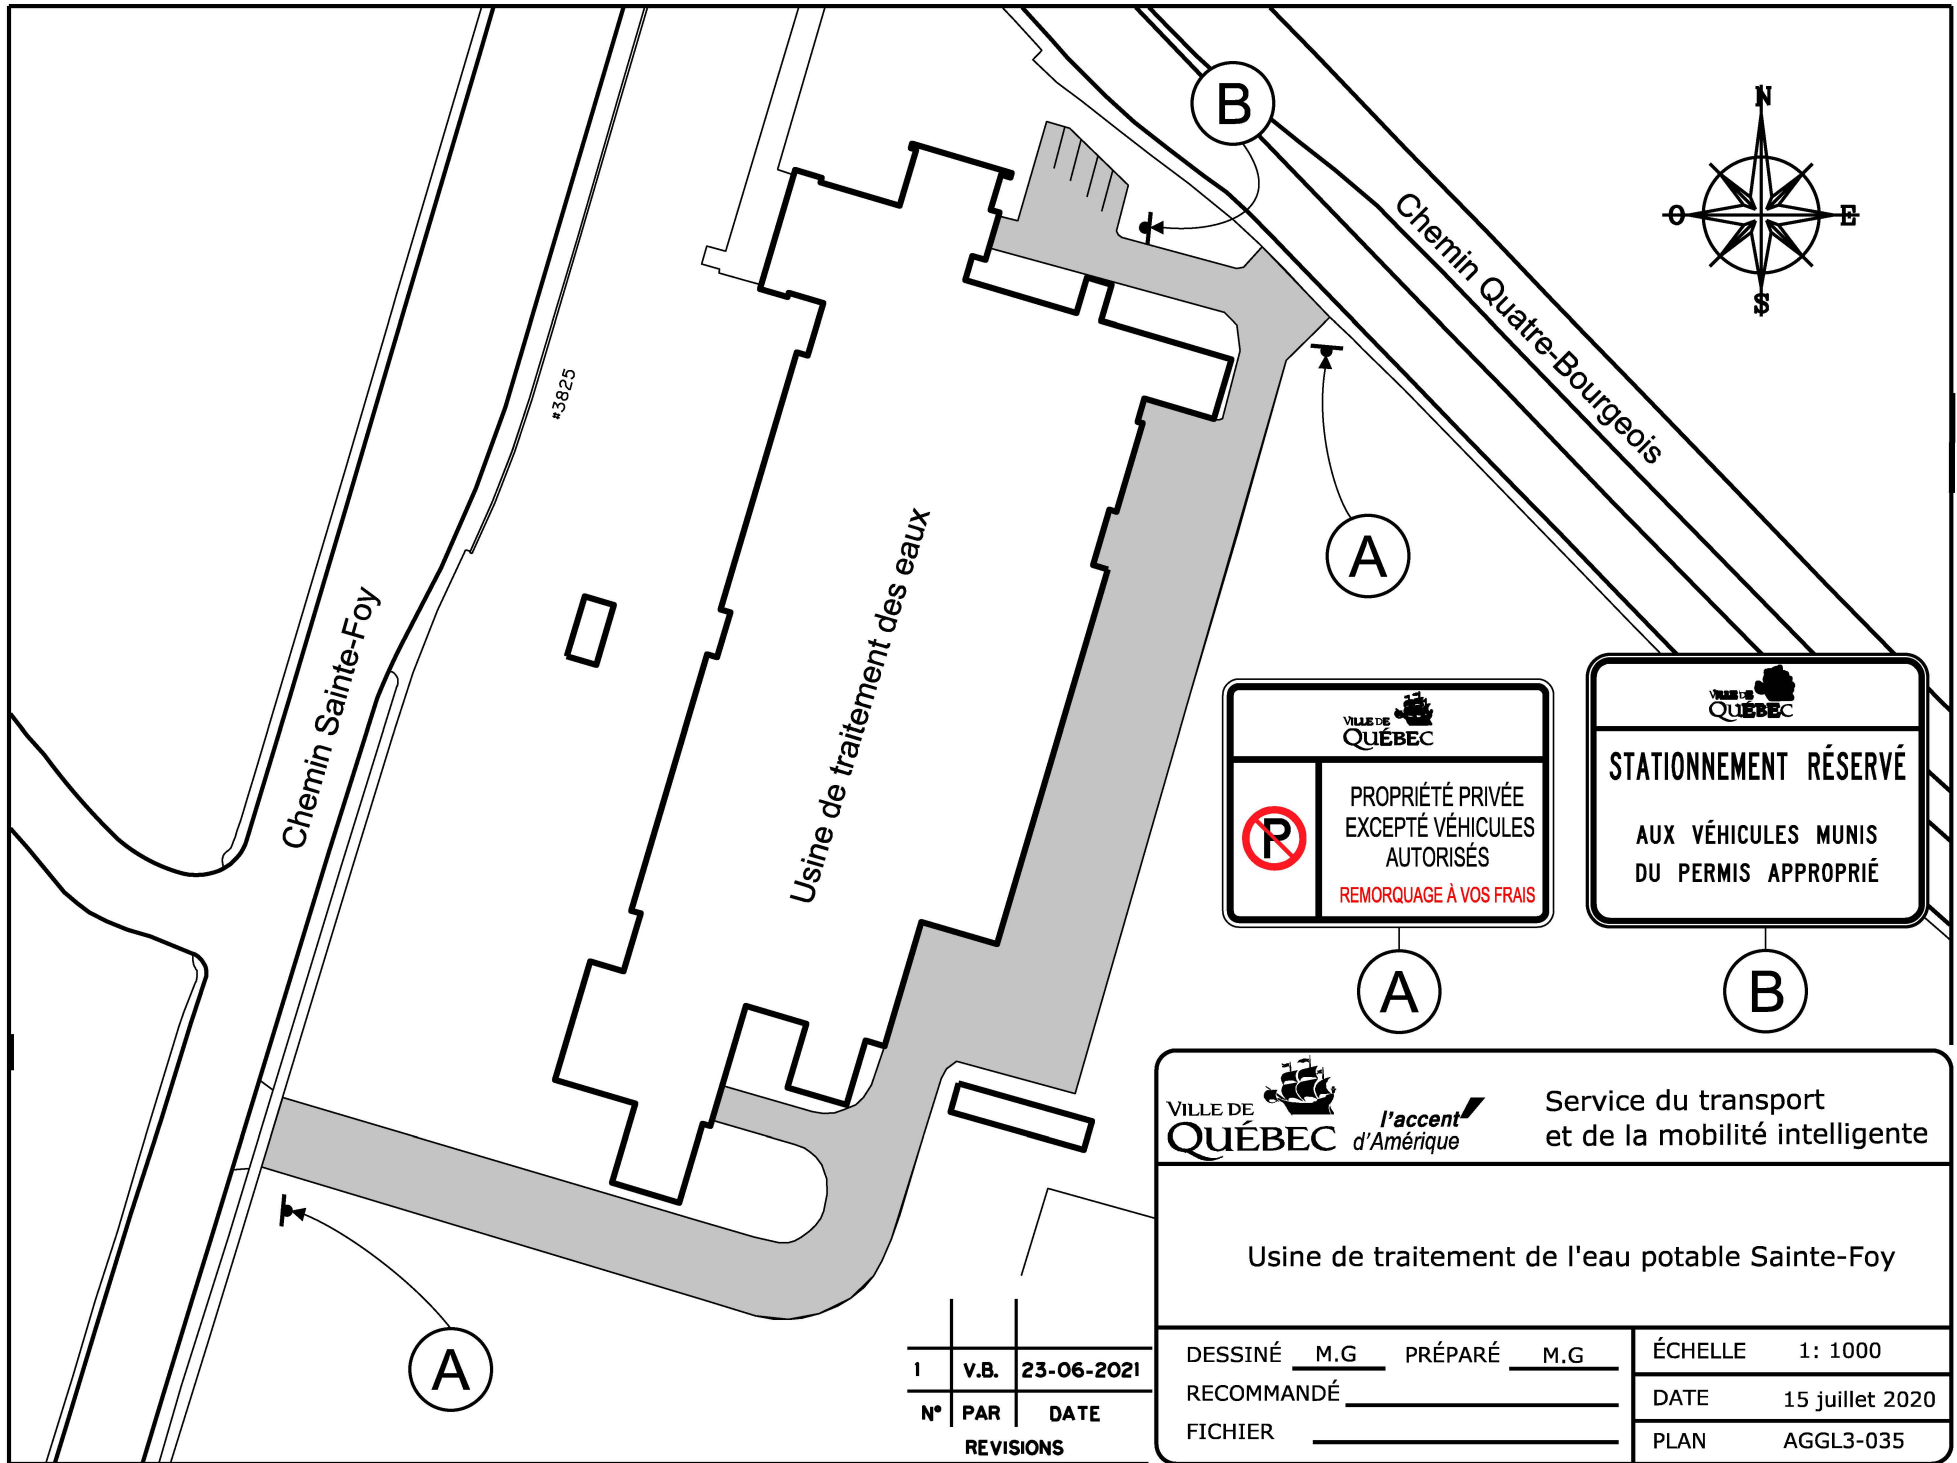 B
N
O
E
S
Chemin Quatre-Bourgeois
#3825
A
Usine de traitement des eaux
Chemin Sainte-Foy
VILLE DE
QUÉBEC
PROPRIÉTÉ PRIVÉE
EXCEPTÉ VÉHICULES
AUTORISÉS
REMORQUAGE À VOS FRAIS
P
A
VILLE DE
QUÉBEC
STATIONNEMENT RÉSERVÉ
AUX VÉHICULES MUNIS
DU PERMIS APPROPRIÉ
B
A
VILLE DE
QUÉBEC
l'accent
d'Amérique
Service du transport
et de la mobilité intelligente
Usine de traitement de l'eau potable Sainte-Foy
DESSINÉ M.G PRÉPARÉ M.G
RECOMMANDÉ
FICHIER
ÉCHELLE 1: 1000
DATE 15 juillet 2020
PLAN AGGL3-035
1 V.B. 23-06-2021
N° PAR DATE
REVISIONS